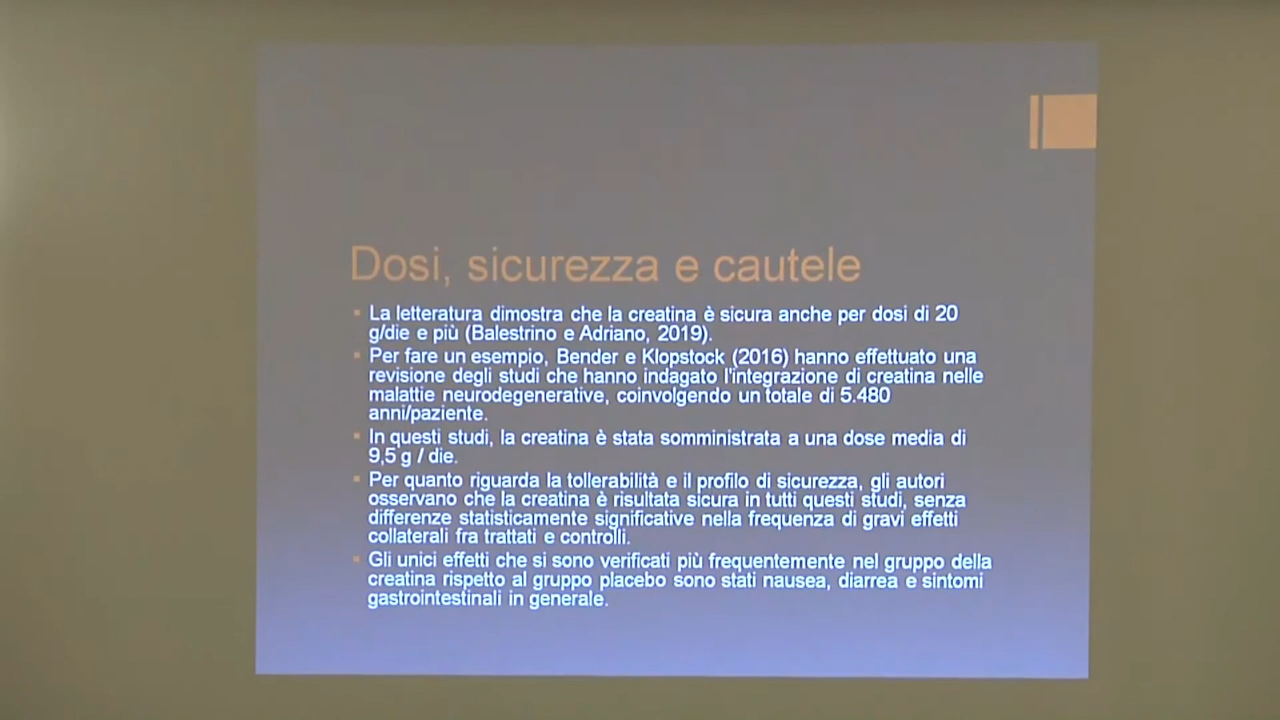 Dosi, sicurezza e cautele
La letteratura dimostra che la creatina è sicura anche per dosi di 20
g/die e più (Balestrino e Adriano, 2019).
Per fare un esempio, Bender e Klopstock (2016) hanno effettuato una
revisione degli studi che hanno indagato l'integrazione di creatina nelle
malattie neurodegenerative, coinvolgendo un totale di 5.480
anni/paziente.
In questi studi, la creatina è stata somministrata a una dose media di
9,5 g / die.
Per quanto riguarda la tollerabilità e il profilo di sicurezza, gli autori
osservano che la creatina è risultata sicura in tutti questi studi, senza
differenze statisticamente significative nella frequenza di gravi effetti
collaterali fra trattati e controlli.
Gli unici effetti che si sono verificati più frequentemente nel gruppo della
creatina rispetto al gruppo placebo sono stati nausea, diarrea e sintomi
gastrointestinali in generale.